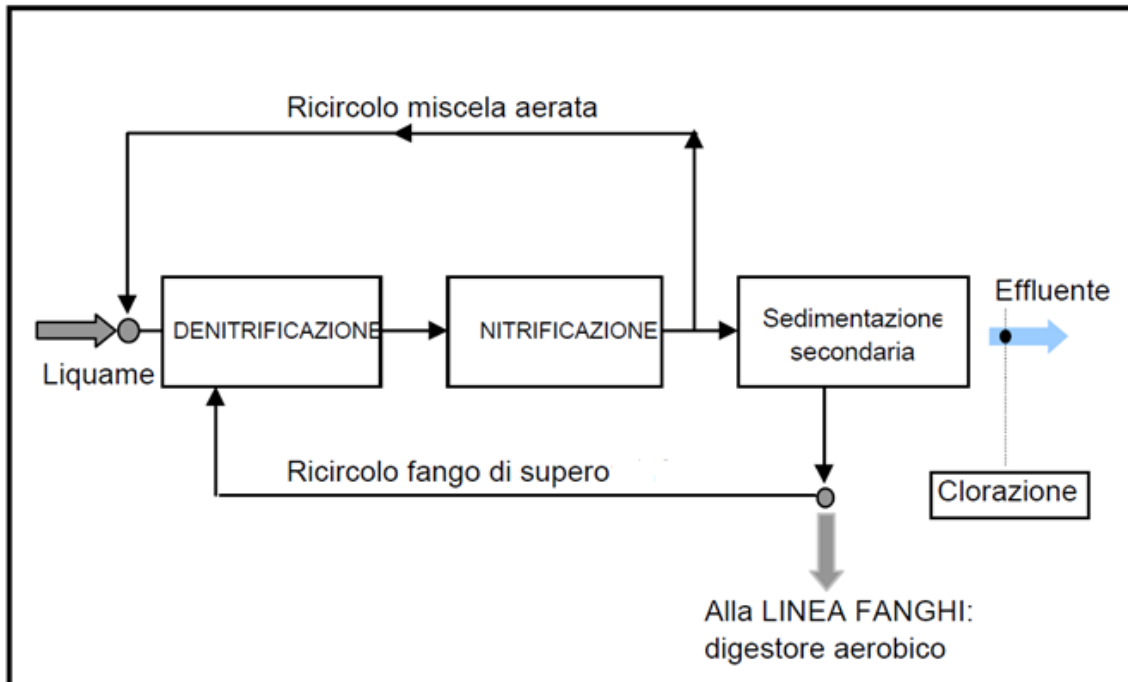 Ricircolo miscela aerata
Liquame
DENITRIFICAZIONE
NITRIFICAZIONE
Sedimentazione
secondaria
Effluente
Ricircolo fango di supero
Clorazione
Alla LINEA FANGHI:
digestore aerobico